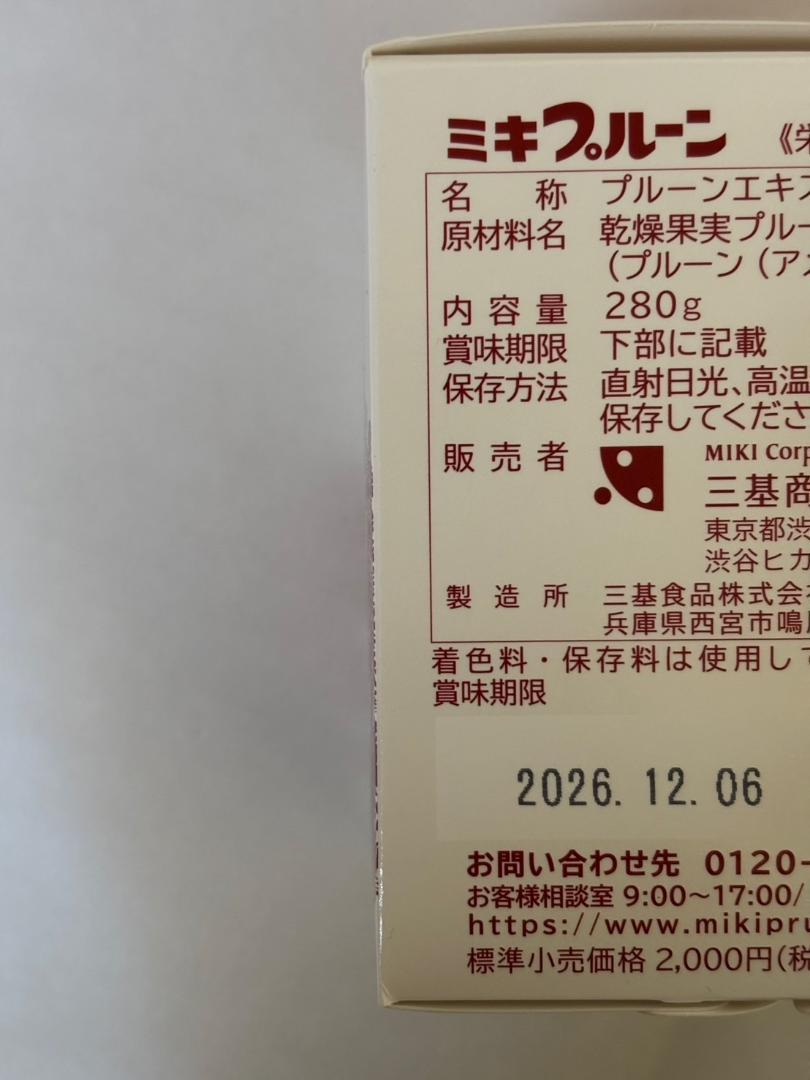 ミキプルーン 《栄
名 称 プルーンエキス
原材料名 乾燥果実プルー
(プルーン(アメ
内容量 280g
賞味期限 下部に記載
保存方法 直射日光、高温
保存してくださ
販売者 MIKI Corp
三基商
東京都渋
渋谷ヒカ
製造所 三基食品株式会社
兵庫県西宮市鳴尾
着色料・保存料は使用して
賞味期限
2026.12.06
お問い合わせ先 0120-
お客様相談室 9:00〜17:00/
https://www.mikipru
標準小売価格 2,000円(税